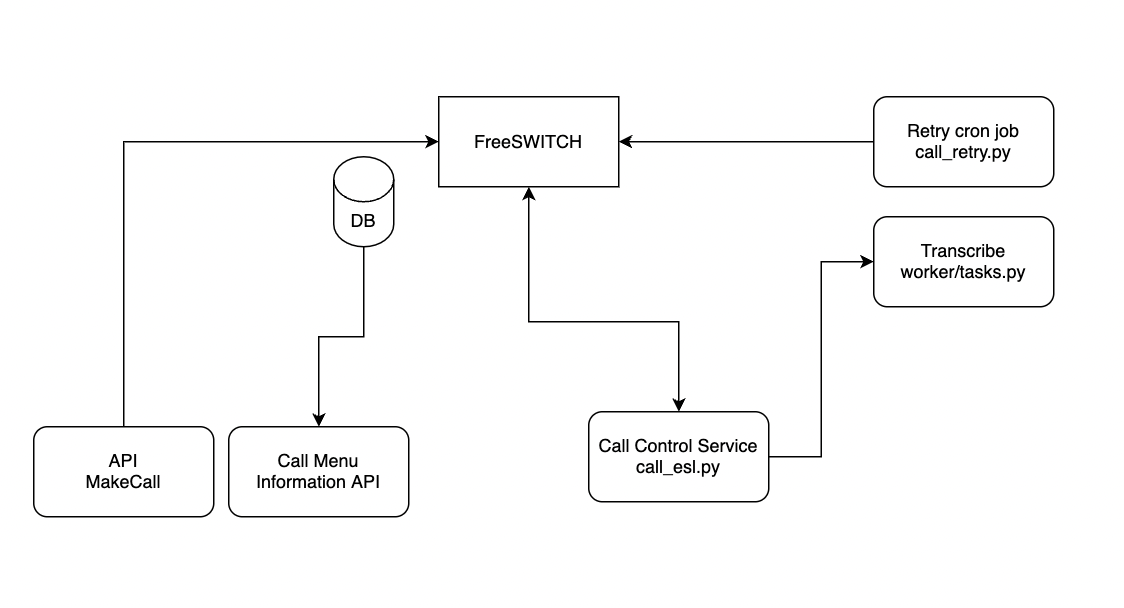 FreeSWITCH
Retry cron job
call_retry.py
DB
Transcribe
worker/tasks.py
API
MakeCall
Call Menu
Information API
Call Control Service
call_esl.py